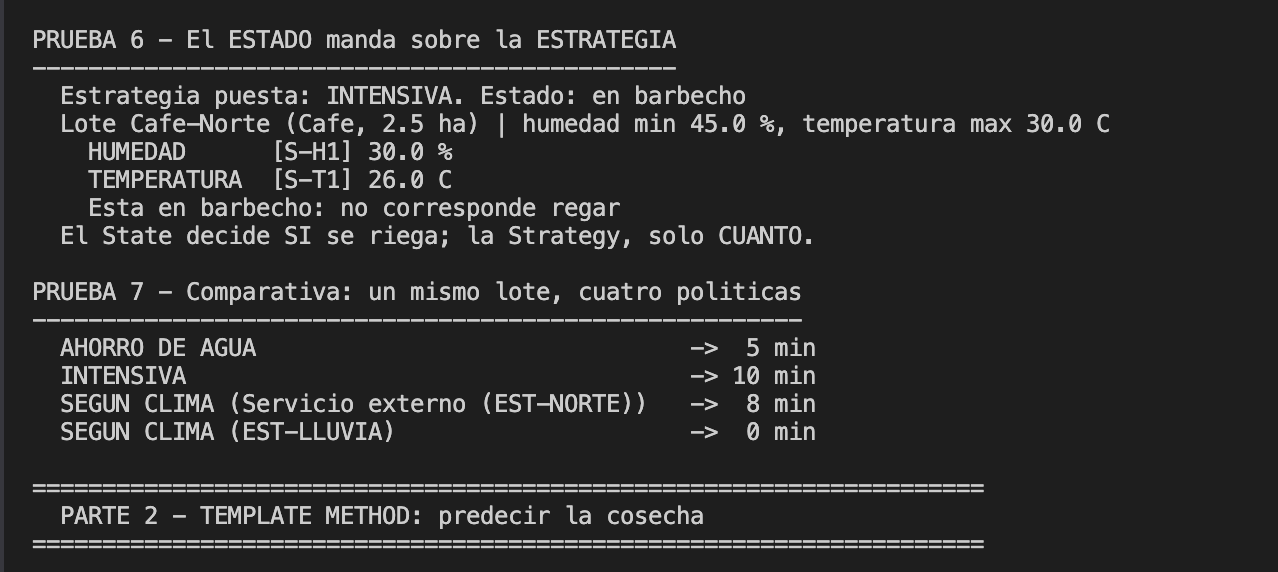 PRUEBA 6 - El ESTADO manda sobre la ESTRATEGIA
----------------------------------------------
  Estrategia puesta: INTENSIVA. Estado: en barbecho
  Lote Cafe-Norte (Cafe, 2.5 ha) | humedad min 45.0 %, temperatura max 30.0 C
    HUMEDAD      [S-H1] 30.0 %
    TEMPERATURA  [S-T1] 26.0 C
    Esta en barbecho: no corresponde regar
  El State decide SI se riega; la Strategy, solo CUANTO.

PRUEBA 7 - Comparativa: un mismo lote, cuatro politicas
-------------------------------------------------------
  AHORRO DE AGUA                               ->  5 min
  INTENSIVA                                    -> 10 min
  SEGUN CLIMA (Servicio externo (EST-NORTE))   ->  8 min
  SEGUN CLIMA (EST-LLUVIA)                     ->  0 min

====================================================================
  PARTE 2 - TEMPLATE METHOD: predecir la cosecha
====================================================================